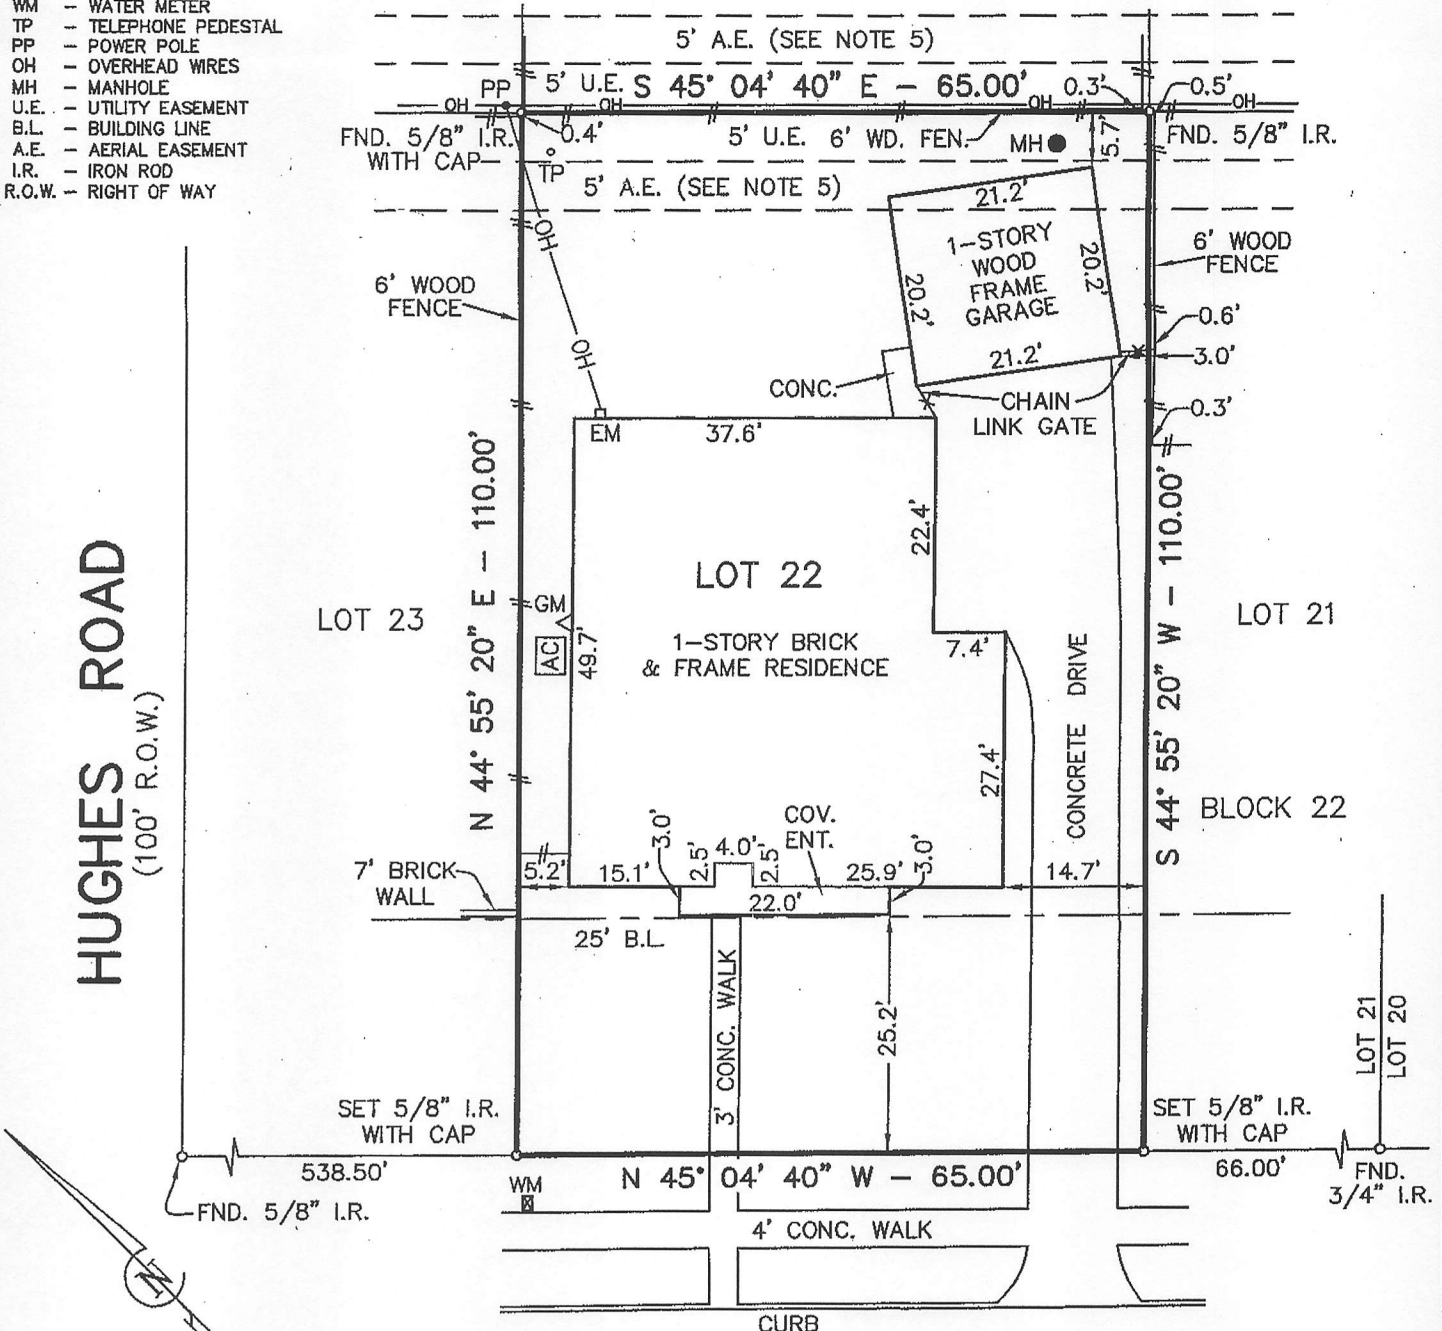 WM – WATER METER
TP – TELEPHONE PEDESTAL
PP – POWER POLE
OH – OVERHEAD WIRES
MH – MANHOLE
U.E. – UTILITY EASEMENT
B.L. – BUILDING LINE
A.E. – AERIAL EASEMENT
I.R. – IRON ROD
R.O.W. – RIGHT OF WAY
5' A.E. (SEE NOTE 5)
5' U.E.
S 45° 04' 40" E – 65.00'
PP
OH
OH
OH
OH
0.3'
0.5'
FND. 5/8" I.R.
WITH CAP
0.4'
TP
5' U.E.
6' WD. FEN.
MH
5.7'
FND. 5/8" I.R.
5' A.E. (SEE NOTE 5)
21.2'
OH
OH
1–STORY
WOOD
FRAME
GARAGE
20.2'
20.2'
21.2'
6' WOOD
FENCE
6' WOOD
FENCE
0.6'
3.0'
0.3'
CONC.
CHAIN
LINK GATE
EM
37.6'
22.4'
N 44° 55' 20" E – 110.00'
S 44° 55' 20" W – 110.00'
LOT 22
1–STORY BRICK
& FRAME RESIDENCE
LOT 23
GM
AC
49.7'
7.4'
27.4'
CONCRETE DRIVE
LOT 21
BLOCK 22
HUGHES ROAD
(100' R.O.W.)
7' BRICK
WALL
5.2'
15.1'
3.0'
2.5'
4.0'
2.5'
COV.
ENT.
25.9'
3.0'
14.7'
22.0'
25' B.L.
3' CONC. WALK
25.2'
LOT 21
LOT 20
SET 5/8" I.R.
WITH CAP
SET 5/8" I.R.
WITH CAP
538.50'
FND. 5/8" I.R.
WM
N 45° 04' 40" W – 65.00'
66.00'
FND.
3/4" I.R.
4' CONC. WALK
N
CURB